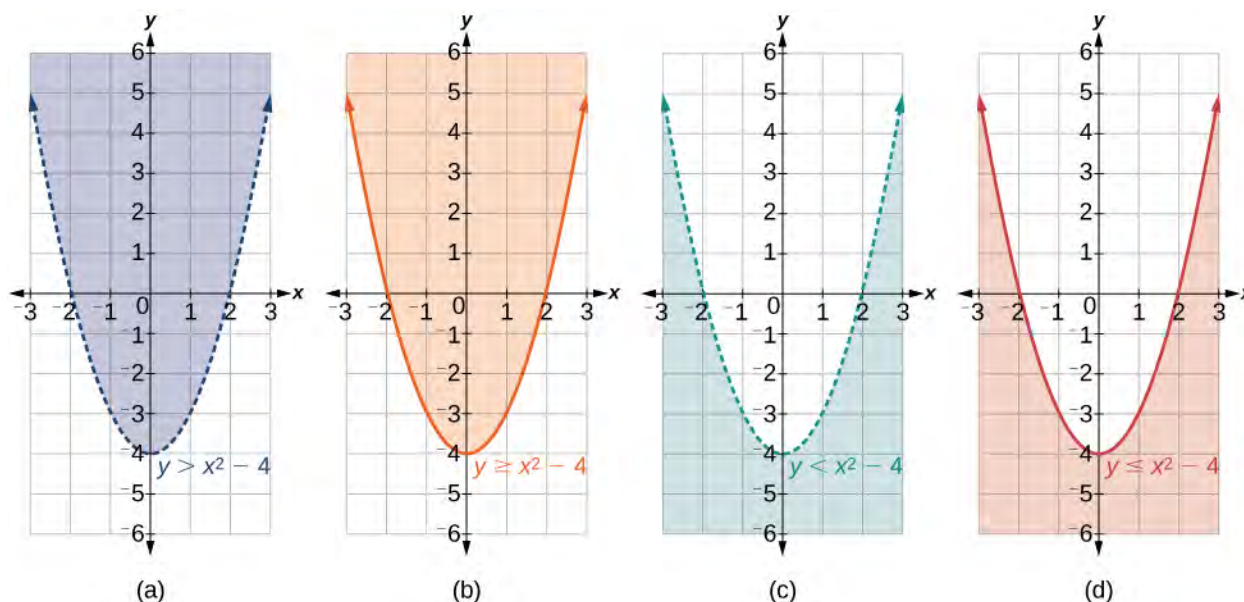 y y y y
6 6 6 6
5 5 5 5
4 4 4 4
3 3 3 3
2 2 2 2
1 1 1 1
x x x x
-3 -2 -1 0 1 2 3 -3 -2 -1 0 1 2 3 -3 -2 -1 0 1 2 3 -3 -2 -1 0 1 2 3
-1 -1 -1 -1
-2 -2 -2 -2
-3 -3 -3 -3
-4 -4 -4 -4
y > x² − 4 y ≥ x² − 4 y < x² − 4 y ≤ x² − 4
-5 -5 -5 -5
-6 -6 -6 -6
(a) (b) (c) (d)